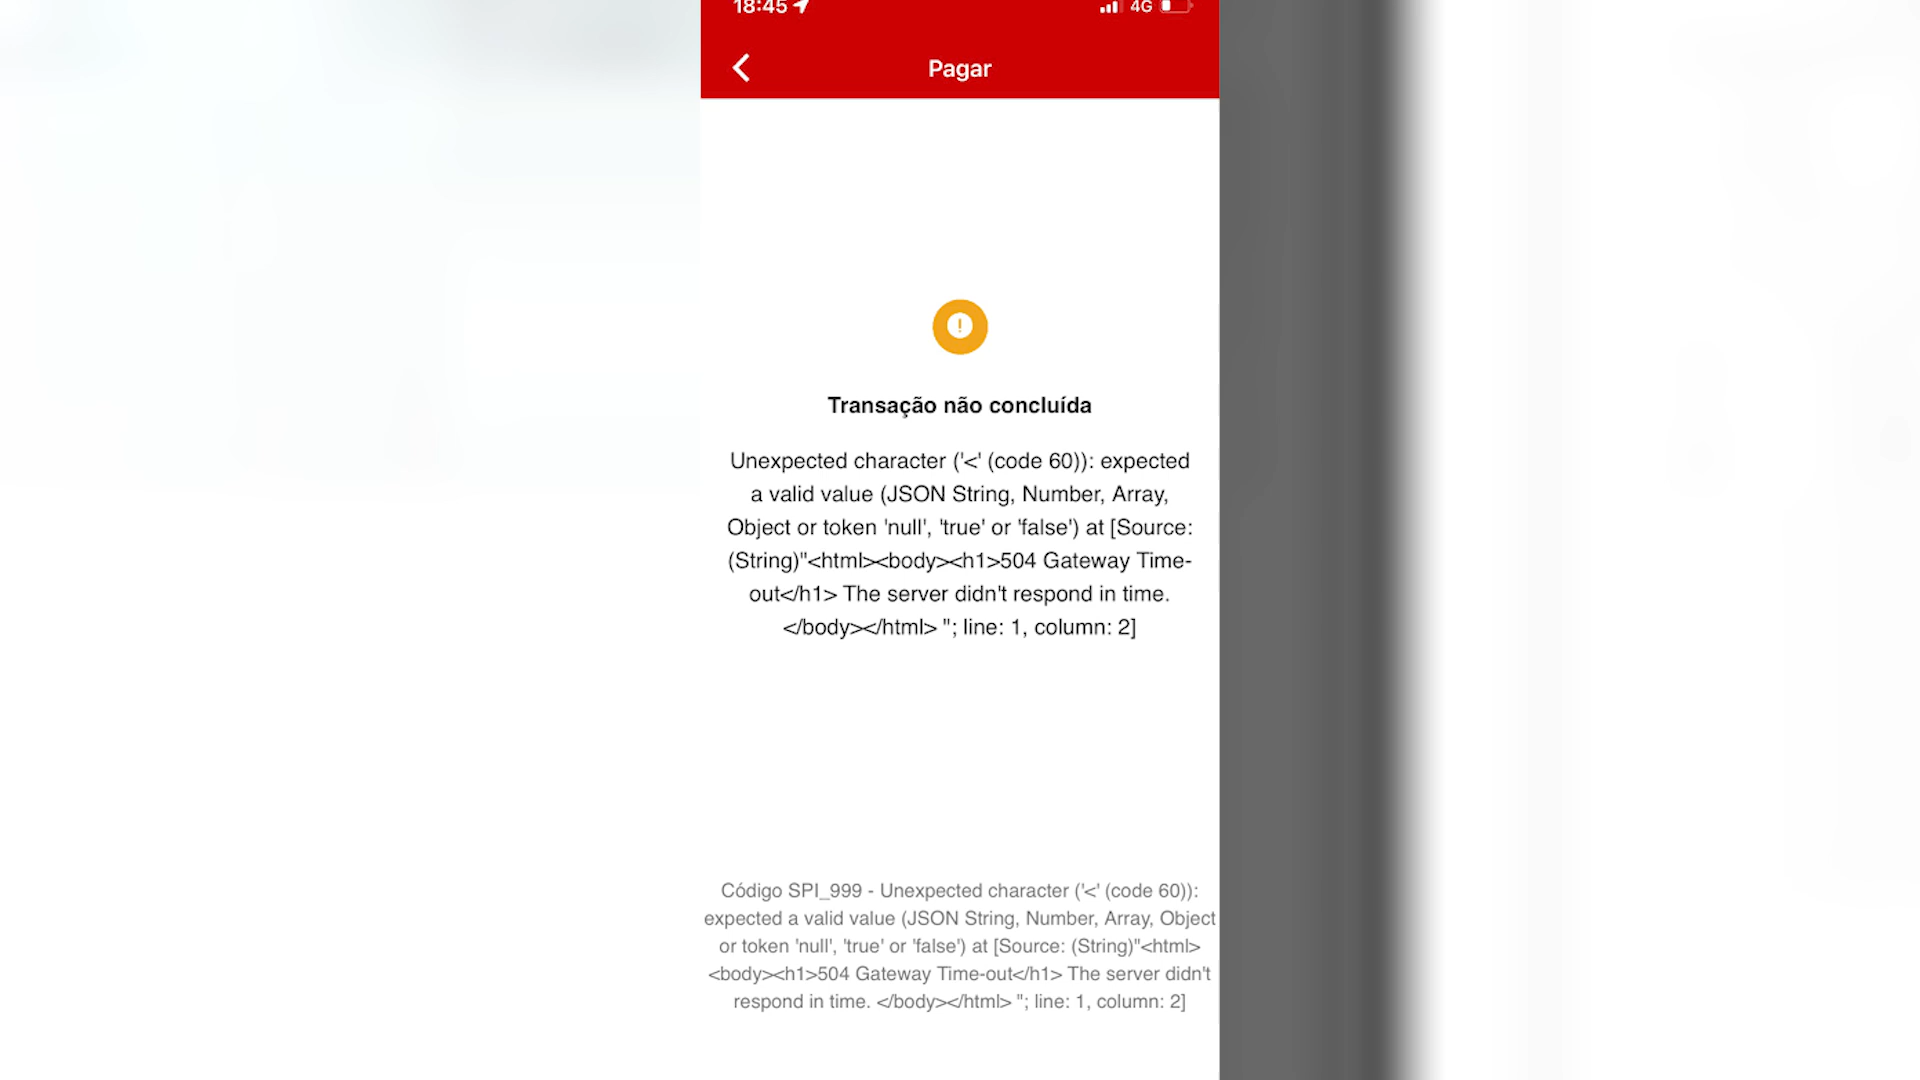 18:45
4G
Pagar
Transação não concluída
Unexpected character ('<' (code 60)): expected
a valid value (JSON String, Number, Array,
Object or token 'null', 'true' or 'false') at [Source:
(String)"<html><body><h1>504 Gateway Time-
out</h1> The server didn't respond in time.
</body></html> "; line: 1, column: 2]
Código SPI_999 - Unexpected character ('<' (code 60)):
expected a valid value (JSON String, Number, Array, Object
or token 'null', 'true' or 'false') at [Source: (String)"<html>
<body><h1>504 Gateway Time-out</h1> The server didn't
respond in time. </body></html> "; line: 1, column: 2]